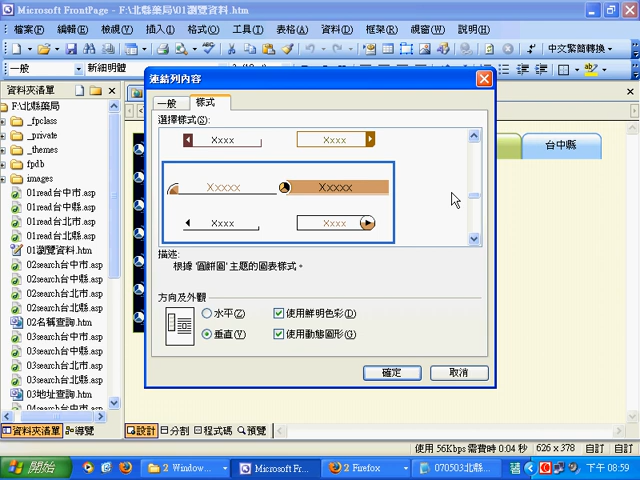 Microsoft FrontPage - F:\北縣藥局\01瀏覽資料.htm
檔案(F) 編輯(E) 檢視(V) 插入(I) 格式(O) 工具(T) 表格(A) 資料(D) 框架(R) 視窗(W) 說明(H)
中文繁簡轉換
一般 新細明體
資料夾清單
F:\北縣藥局
_fpclass
_private
_themes
fpdb
images
01read台中市.asp
01read台中縣.asp
01read台北市.asp
01read台北縣.asp
01瀏覽資料.htm
02search台中市.asp
02search台中縣.asp
02search台北市.asp
02search台北縣.asp
02名稱查詢.htm
03search台中市.asp
03search台中縣.asp
03search台北市.asp
03search台北縣.asp
03地址查詢.htm
04search台中市.asp
資料夾清單 導覽
台中縣
連結列內容
一般 樣式
選擇樣式(S):
Xxxx Xxxx
Xxxxx Xxxxx
Xxxx Xxxx
描述:
根據 '圓餅圖' 主題的圖表樣式。
方向及外觀
水平(Z) 使用鮮明色彩(D)
垂直(V) 使用動態圖形(G)
確定 取消
設計 分割 程式碼 預覽
使用 56Kbps 需費時 0:04 秒 626 x 378 自訂 自訂
開始 2 Window... Microsoft Fr... 2 Firefox 070503北縣... 下午 08:59